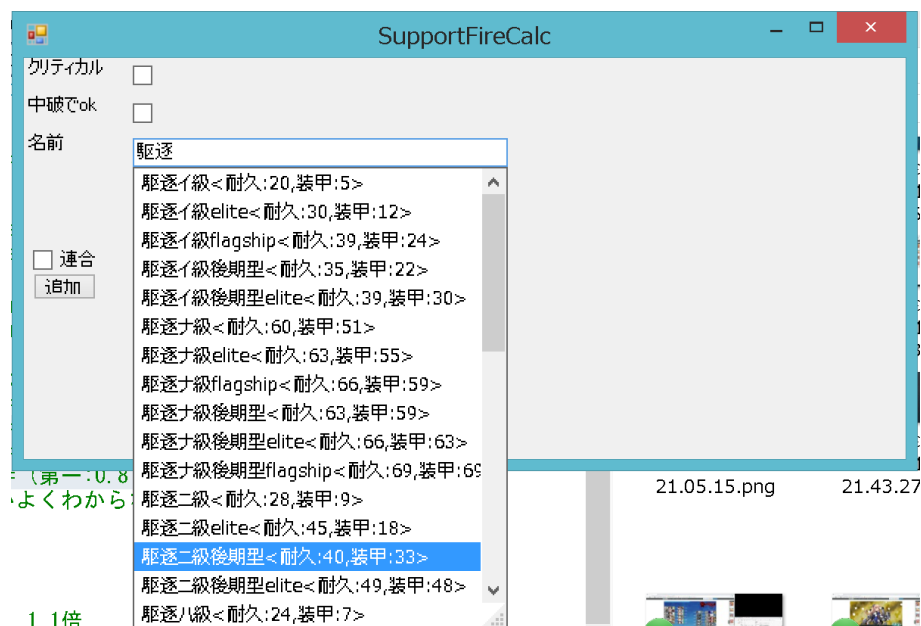 SupportFireCalc
クリティカル
中破でok
名前
駆逐
駆逐イ級<耐久:20,装甲:5>
駆逐イ級elite<耐久:30,装甲:12>
駆逐イ級flagship<耐久:39,装甲:24>
駆逐イ級後期型<耐久:35,装甲:22>
連合
追加
駆逐イ級後期型elite<耐久:39,装甲:30>
駆逐ナ級<耐久:60,装甲:51>
駆逐ナ級elite<耐久:63,装甲:55>
駆逐ナ級flagship<耐久:66,装甲:59>
駆逐ナ級後期型<耐久:63,装甲:59>
駆逐ナ級後期型elite<耐久:66,装甲:63>
駆逐ナ級後期型flagship<耐久:69,装甲:69
駆逐ニ級<耐久:28,装甲:9>
駆逐ニ級elite<耐久:45,装甲:18>
駆逐ニ級後期型<耐久:40,装甲:33>
駆逐ニ級後期型elite<耐久:49,装甲:48>
駆逐ハ級<耐久:24,装甲:7>
(第一:0.8
いよくわから
1.1倍
21.05.15.png
21.43.27